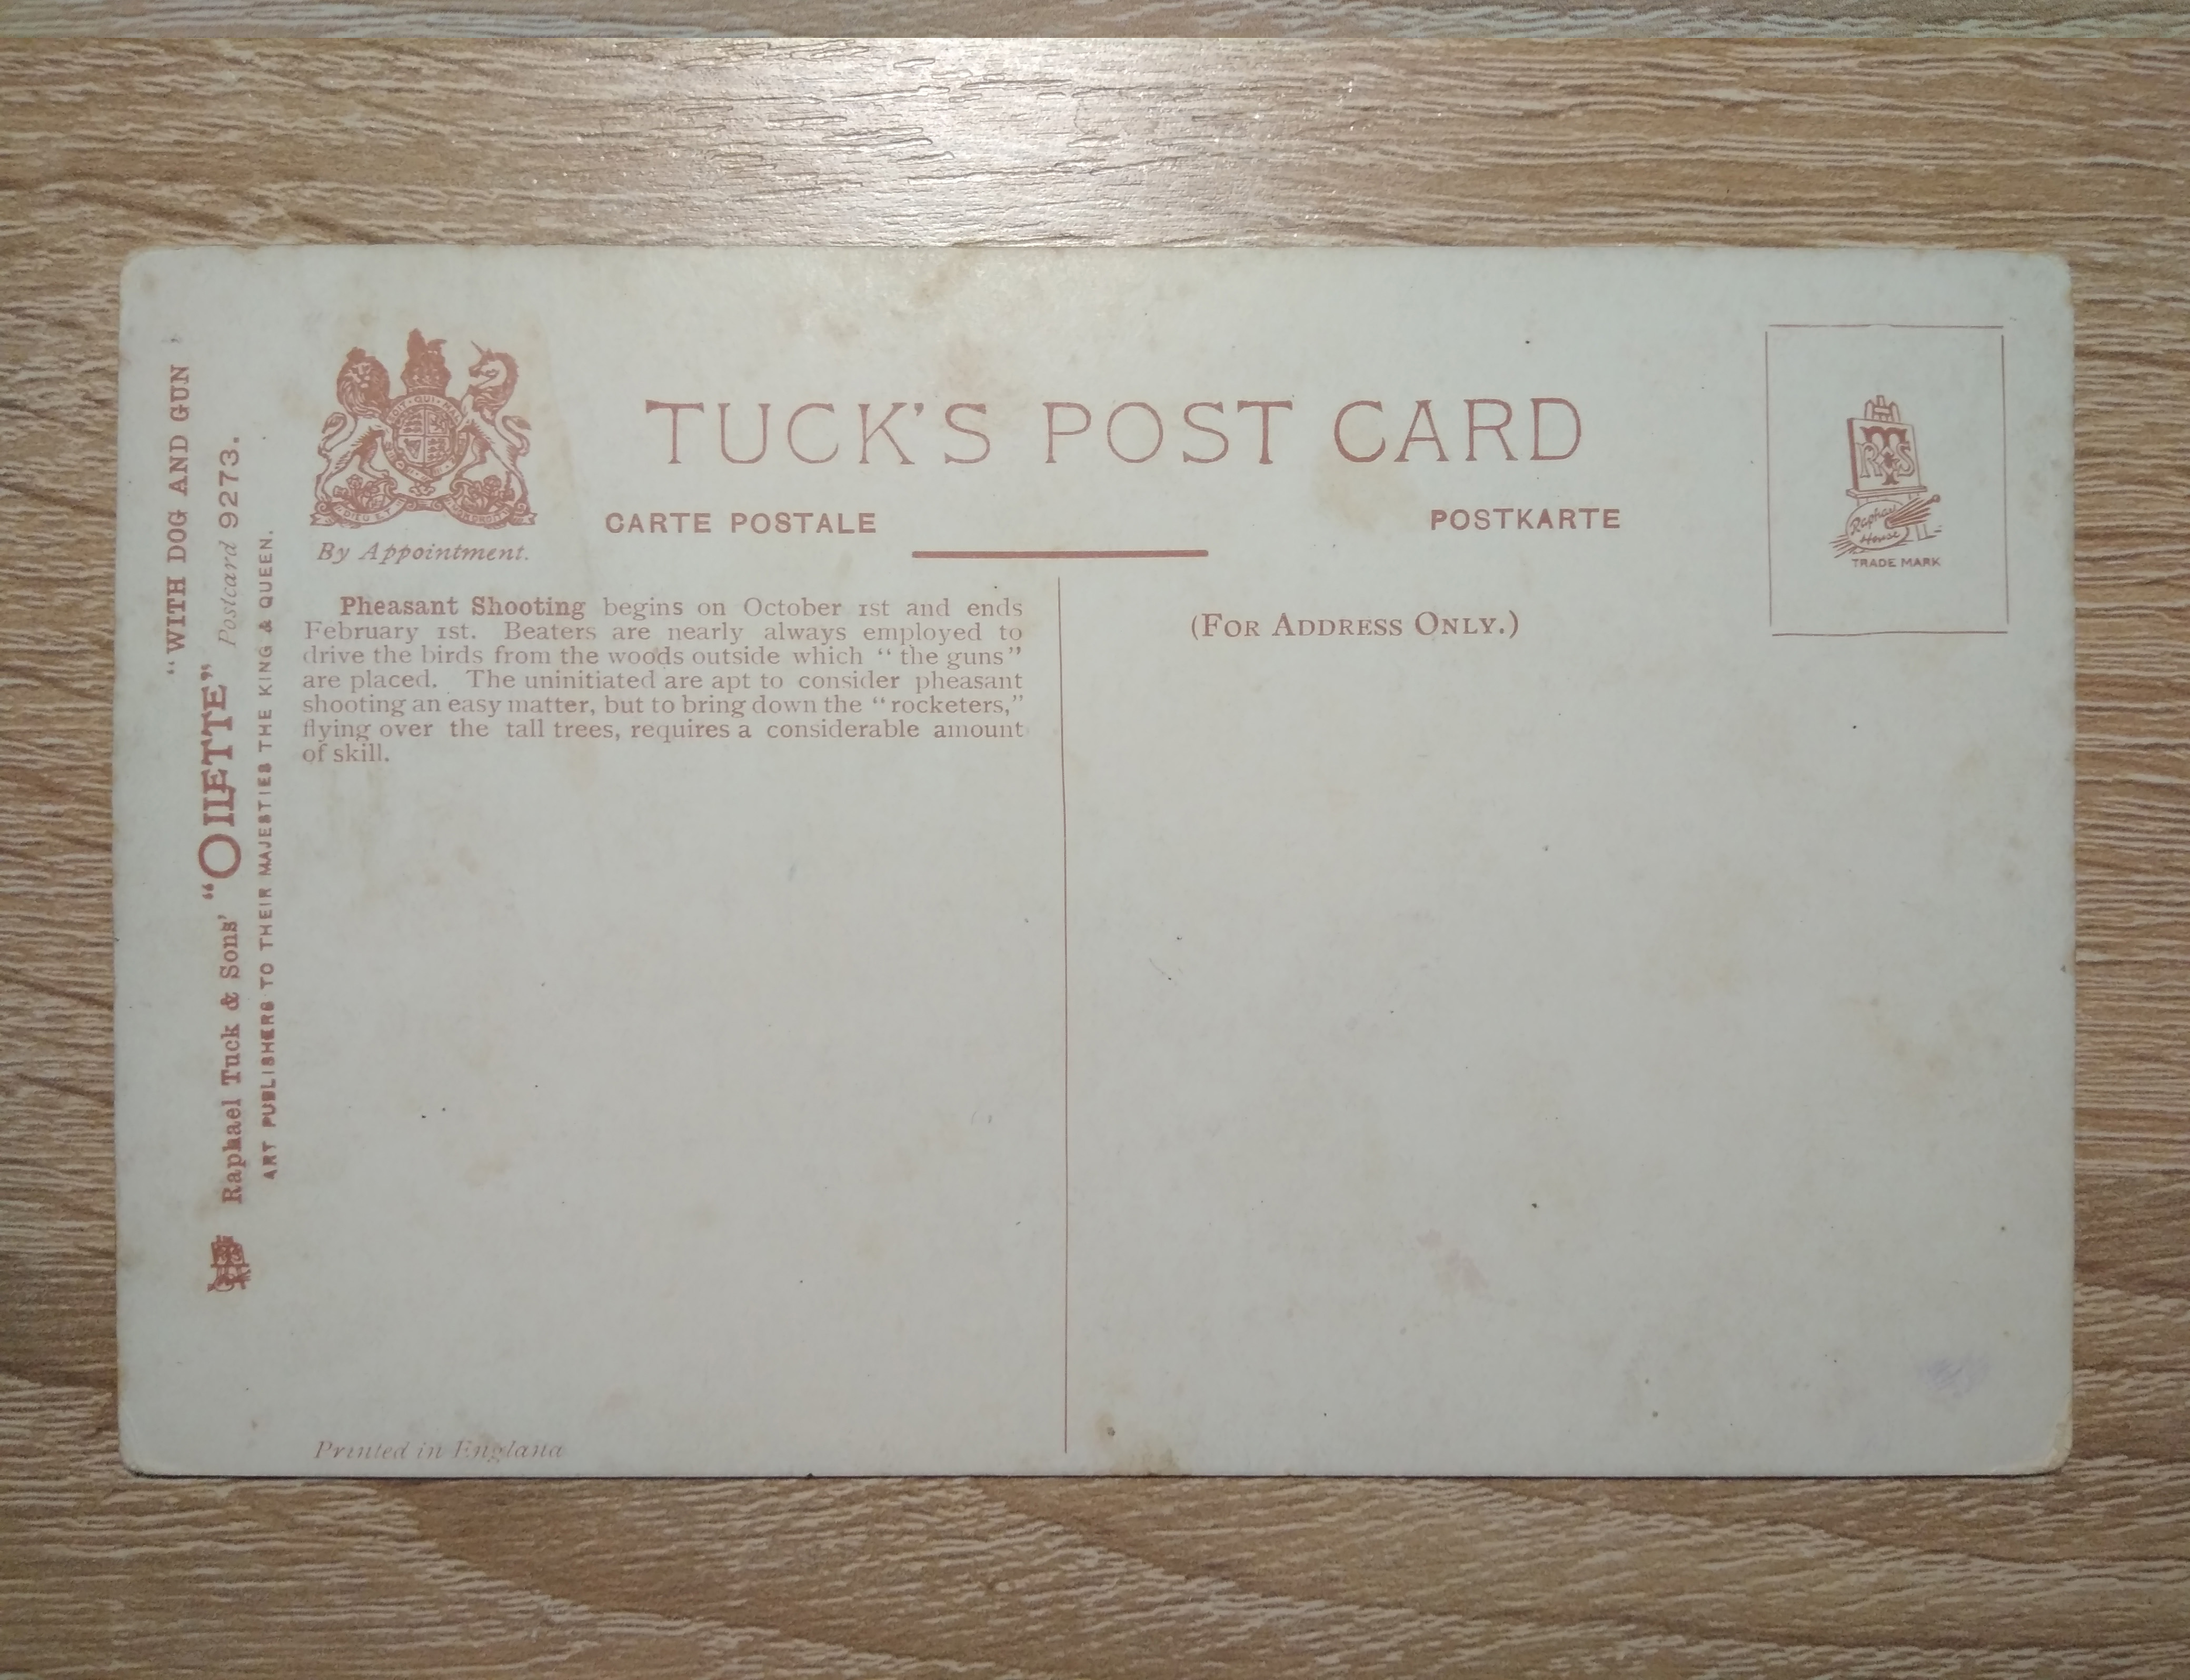 "WITH DOG AND GUN
Raphael Tuck & Sons' "OILETTE" Postcard 9273.
ART PUBLISHERS TO THEIR MAJESTIES THE KING & QUEEN.
By Appointment.
TUCK'S POST CARD
CARTE POSTALE
POSTKARTE
Raphael
House
TRADE MARK
Pheasant Shooting begins on October 1st and ends
February 1st. Beaters are nearly always employed to
drive the birds from the woods outside which "the guns"
are placed. The uninitiated are apt to consider pheasant
shooting an easy matter, but to bring down the "rocketers,"
flying over the tall trees, requires a considerable amount
of skill.
(FOR ADDRESS ONLY.)
Printed in England